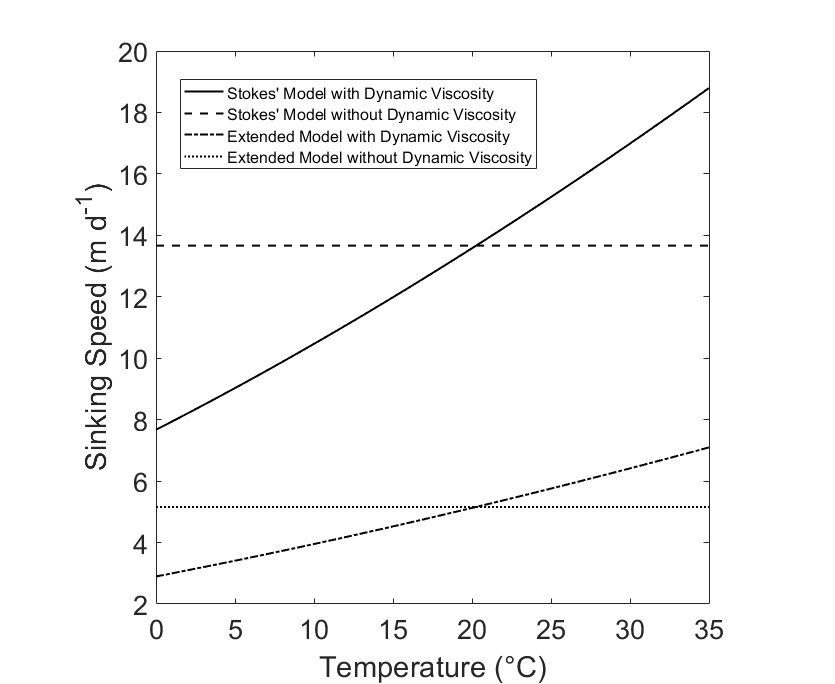 20
18
16
14
12
10
8
6
4
2
Sinking Speed (m d⁻¹)
Stokes' Model with Dynamic Viscosity
Stokes' Model without Dynamic Viscosity
Extended Model with Dynamic Viscosity
Extended Model without Dynamic Viscosity
0 5 10 15 20 25 30 35
Temperature (°C)